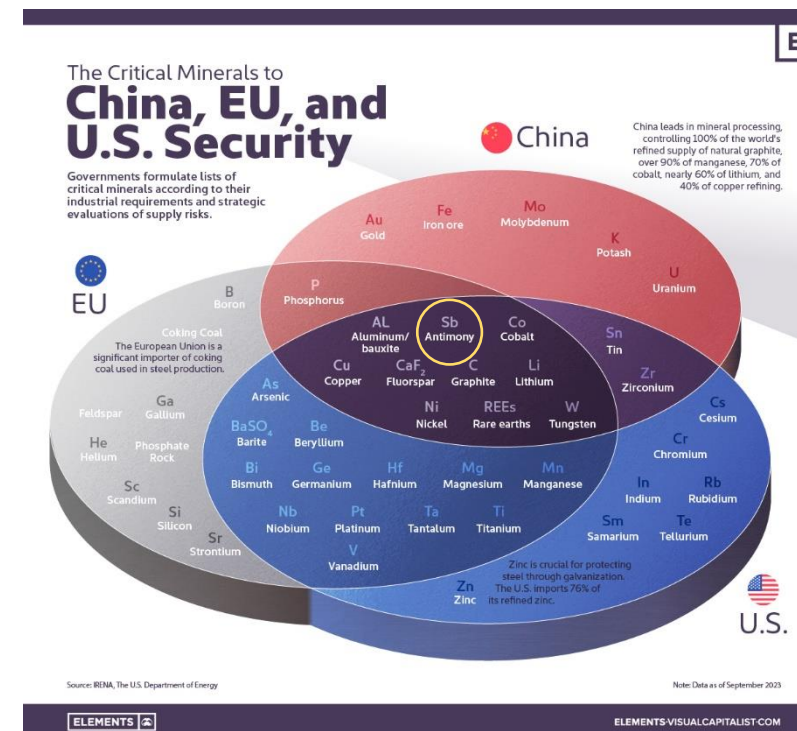 The Critical Minerals to
China, EU, and
U.S. Security
Governments formulate lists of
critical minerals according to their
industrial requirements and strategic
evaluations of supply risks.
E
China
China leads in mineral processing,
controlling 100% of the world's
refined supply of natural graphite,
over 90% of manganese, 70% of
cobalt, nearly 60% of lithium, and
40% of copper refining.
Au
Gold
Fe
Iron ore
Mo
Molybdenum
K
Potash
U
Uranium
EU
B
Boron
P
Phosphorus
Coking Coal
The European Union is a
significant importer of coking
coal used in steel production.
AL
Aluminum/
bauxite
Sb
Antimony
Co
Cobalt
Sn
Tin
Cu
Copper
CaF2
Fluorspar
C
Graphite
Li
Lithium
Zr
Zirconium
As
Arsenic
Ni
Nickel
REEs
Rare earths
W
Tungsten
Cs
Cesium
Feldspar
Ga
Gallium
BaSO4
Barite
Be
Beryllium
Cr
Chromium
He
Helium
Phosphate
Rock
Bi
Bismuth
Ge
Germanium
Hf
Hafnium
Mg
Magnesium
Mn
Manganese
In
Indium
Rb
Rubidium
Sc
Scandium
Si
Silicon
Sr
Strontium
Nb
Niobium
Pt
Platinum
Ta
Tantalum
Ti
Titanium
Sm
Samarium
Te
Tellurium
V
Vanadium
Zinc is crucial for protecting
steel through galvanization.
The U.S. imports 76% of
its refined zinc.
Zn
Zinc
U.S.
Source: IRENA, The U.S. Department of Energy
Note: Data as of September 2023
ELEMENTS
ELEMENTS·VISUALCAPITALIST·COM